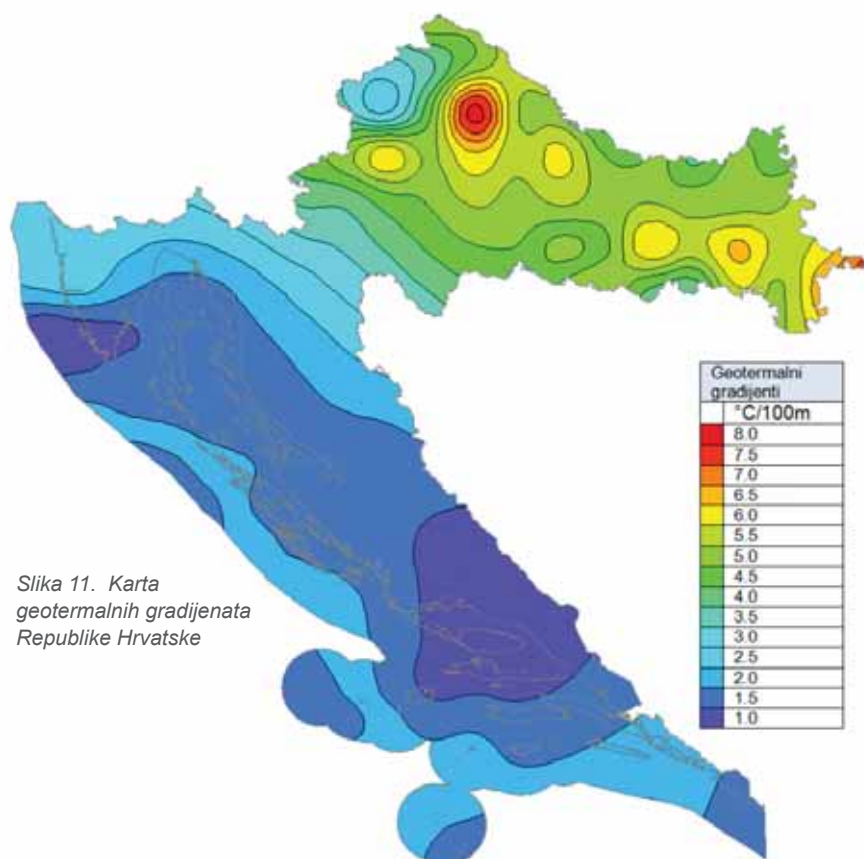 Geotermalni
gradijenti
°C/100m
8.0
7.5
7.0
6.5
6.0
5.5
5.0
4.5
4.0
3.5
3.0
2.5
2.0
1.5
1.0
Slika 11. Karta
geotermalnih gradijenata
Republike Hrvatske